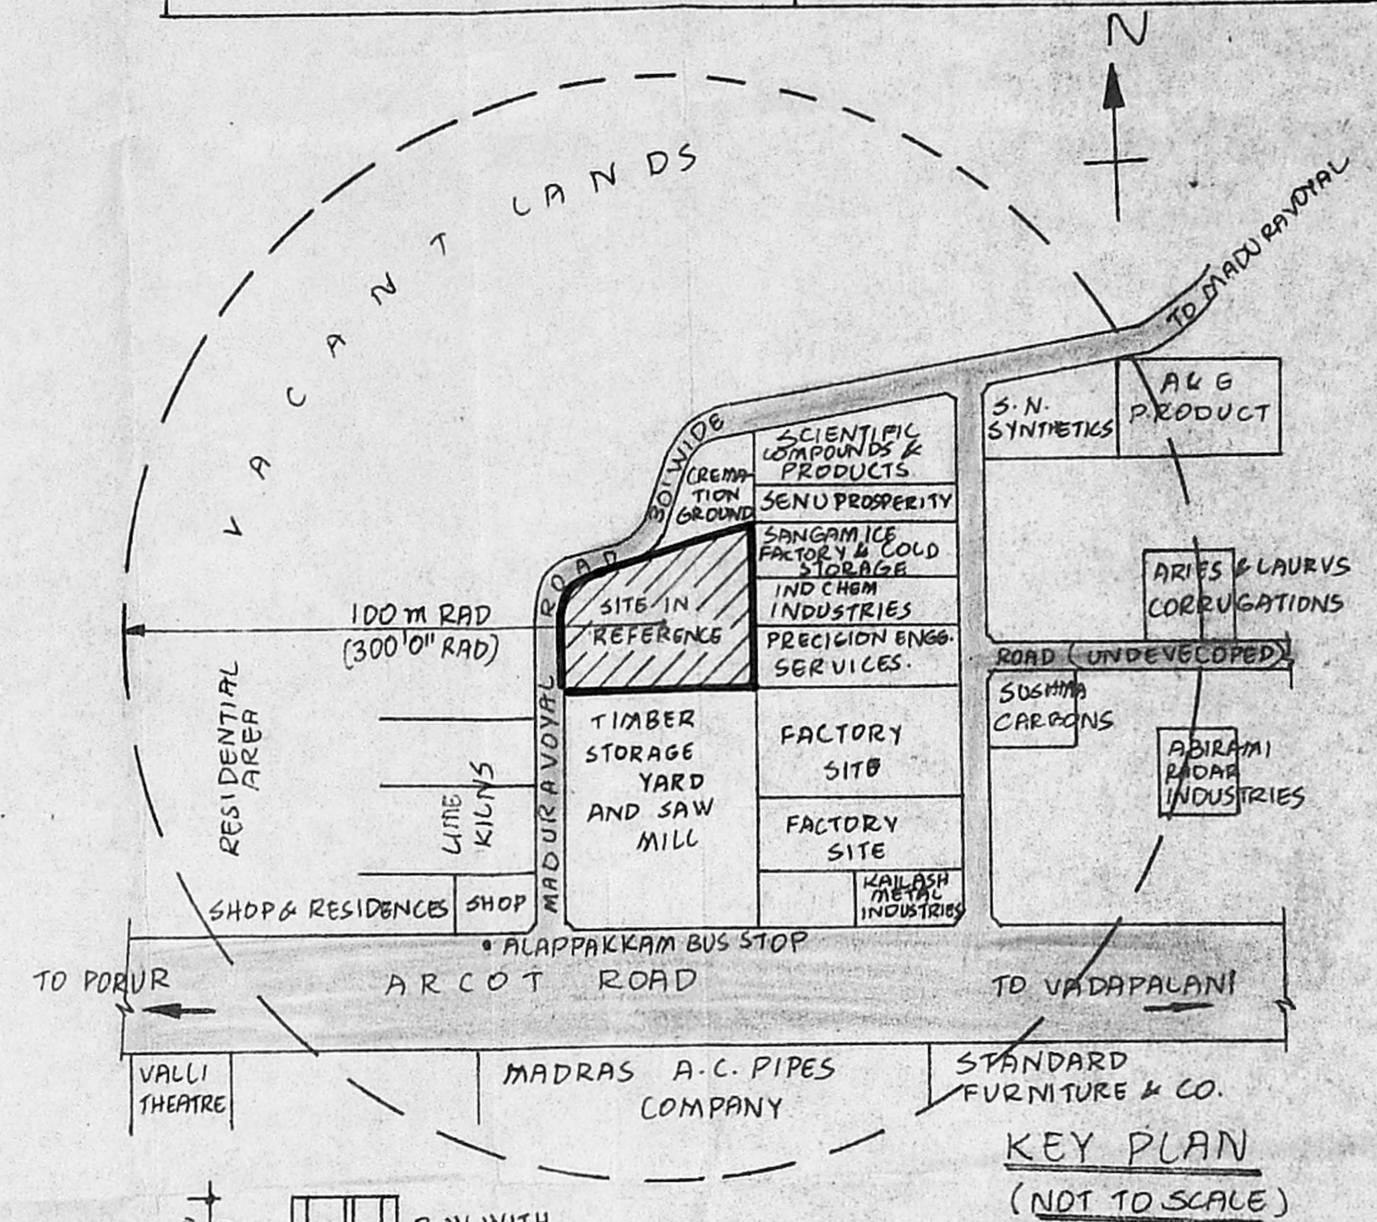 N
VACANT LANDS
TO MADURAVOYAL
A & G
PRODUCT
S. N.
SYNTHETICS
SCIENTIFIC
COMPOUNDS &
PRODUCTS
30' WIDE
CREMA-
TION
GROUND
SENU PROSPERITY
SANGAM ICE
FACTORY & COLD
STORAGE
IND CHEM
INDUSTRIES
PRECISION ENGG.
SERVICES.
ARIES & LAURUS
CORRUGATIONS
100 m RAD
(300'0" RAD)
SITE IN
REFERENCE
MADURAVOYAL ROAD
ROAD (UNDEVELOPED)
SUSHMA
CARBONS
RESIDENTIAL
AREA
LIME
KILNS
TIMBER
STORAGE
YARD
AND SAW
MILL
FACTORY
SITE
FACTORY
SITE
ABIRAMI
RADAR
INDUSTRIES
KAILASH
METAL
INDUSTRIES
SHOP & RESIDENCES
SHOP
ALAPPAKKAM BUS STOP
TO PORUR
ARCOT ROAD
TO VADAPALANI
VALLI
THEATRE
MADRAS A.C. PIPES
COMPANY
STANDARD
FURNITURE & CO.
KEY PLAN
(NOT TO SCALE)